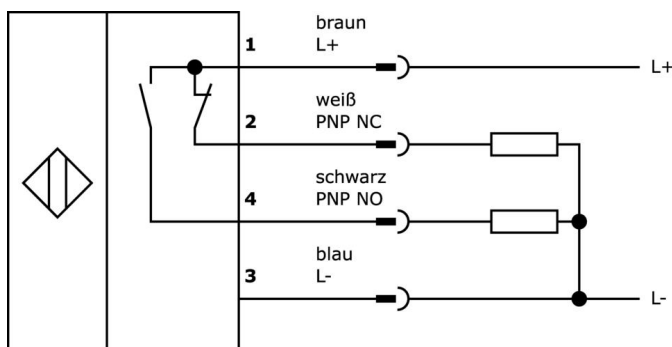 braun
1 L+
L+
weiß
2 PNP NC
schwarz
4 PNP NO
blau
3 L-
L-